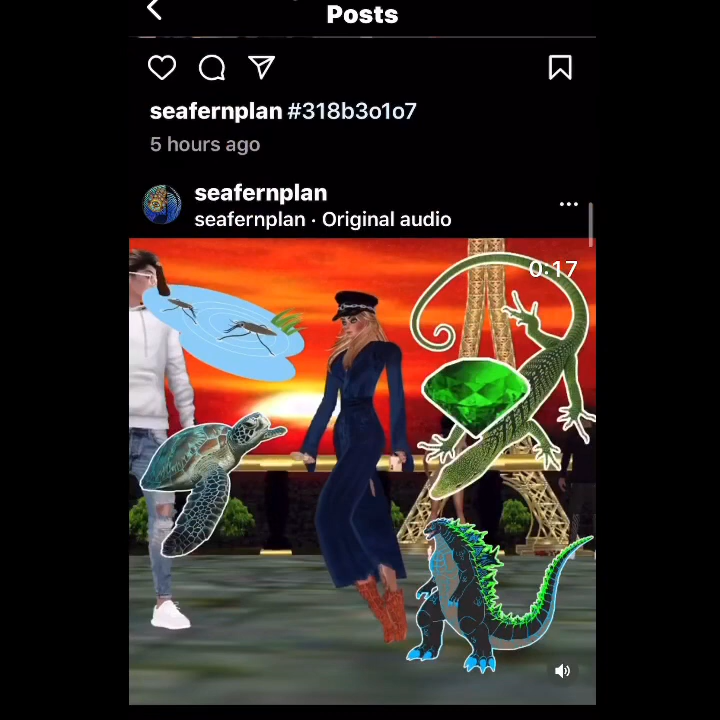 Posts
seafernplan #318b3o1o7
5 hours ago
seafernplan
seafernplan · Original audio
0:17